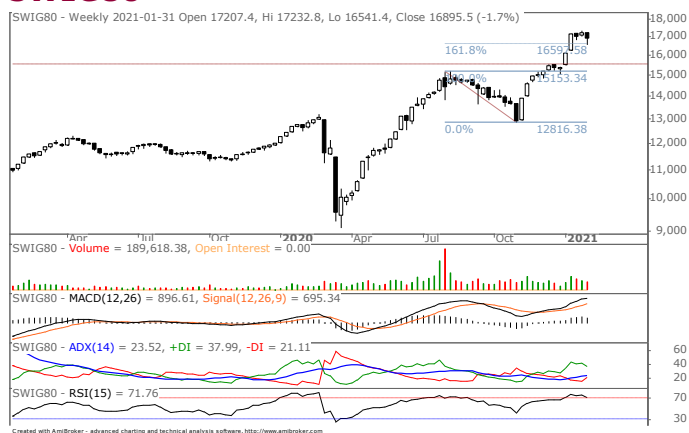 SWIG80 - Weekly 2021-01-31 Open 17207.4, Hi 17232.8, Lo 16541.4, Close 16895.5 (-1.7%)
18,000
17,000
161.8% 16597.58
16,000
15,000
15153.34
14,000
13,000
0.0% 12816.38
12,000
11,000
10,000
9,000
Apr Jul Oct 2020 Apr Jul Oct 2021
SWIG80 - Volume = 189,618.38, Open Interest = 0.00
SWIG80 - MACD(12,26) = 896.61, Signal(12,26,9) = 695.34
SWIG80 - ADX(14) = 23.52, +DI = 37.99, -DI = 21.11
60
40
20
SWIG80 - RSI(15) = 71.76
70
30
Created with AmiBroker - advanced charting and technical analysis software. http://www.amibroker.com